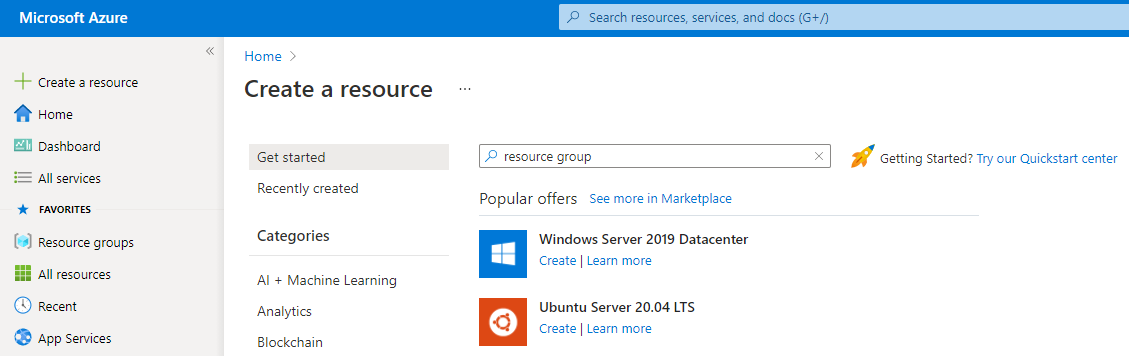 Microsoft Azure
Search resources, services, and docs (G+/)
«
Create a resource
Home
Dashboard
All services
FAVORITES
Resource groups
All resources
Recent
App Services
Home >
Create a resource ...
Get started
Recently created
Categories
AI + Machine Learning
Analytics
Blockchain
resource group
Getting Started? Try our Quickstart center
Popular offers See more in Marketplace
Windows Server 2019 Datacenter
Create | Learn more
Ubuntu Server 20.04 LTS
Create | Learn more